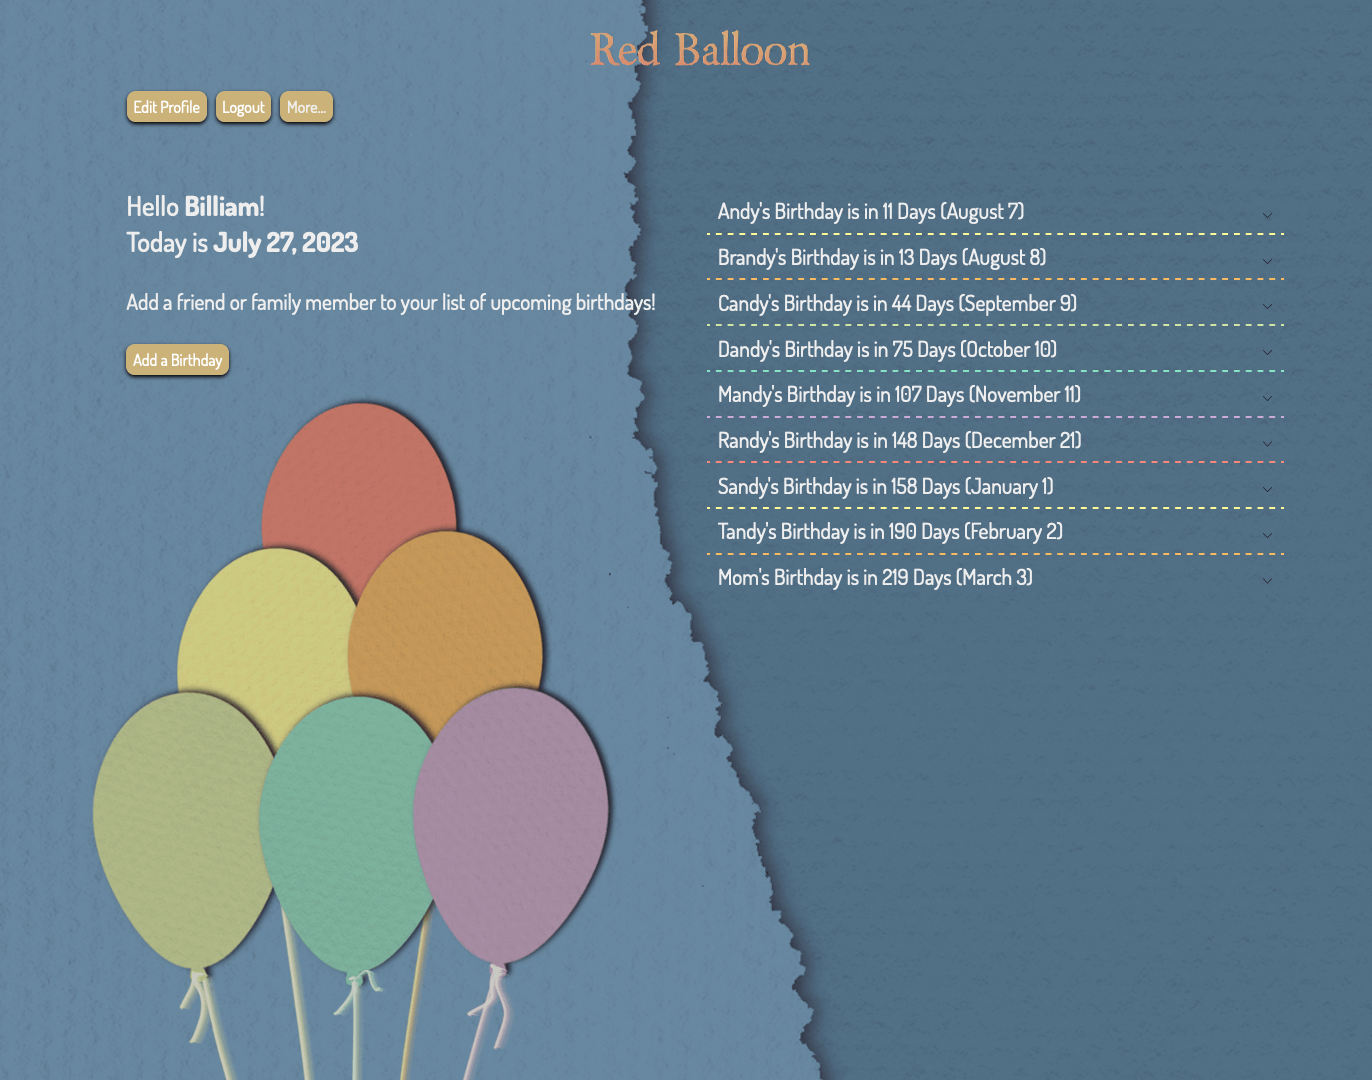 Red Balloon
Edit Profile
Logout
More...
Hello Billiam!
Today is July 27, 2023
Add a friend or family member to your list of upcoming birthdays!
Add a Birthday
Andy's Birthday is in 11 Days (August 7)
Brandy's Birthday is in 13 Days (August 8)
Candy's Birthday is in 44 Days (September 9)
Dandy's Birthday is in 75 Days (October 10)
Mandy's Birthday is in 107 Days (November 11)
Randy's Birthday is in 148 Days (December 21)
Sandy's Birthday is in 158 Days (January 1)
Tandy's Birthday is in 190 Days (February 2)
Mom's Birthday is in 219 Days (March 3)